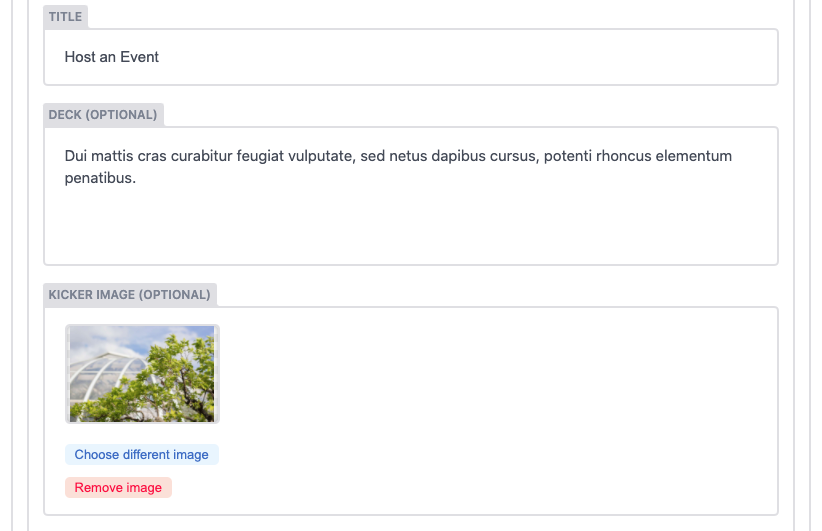 TITLE
Host an Event
DECK (OPTIONAL)
Dui mattis cras curabitur feugiat vulputate, sed netus dapibus cursus, potenti rhoncus elementum
penatibus.
KICKER IMAGE (OPTIONAL)
Choose different image
Remove image